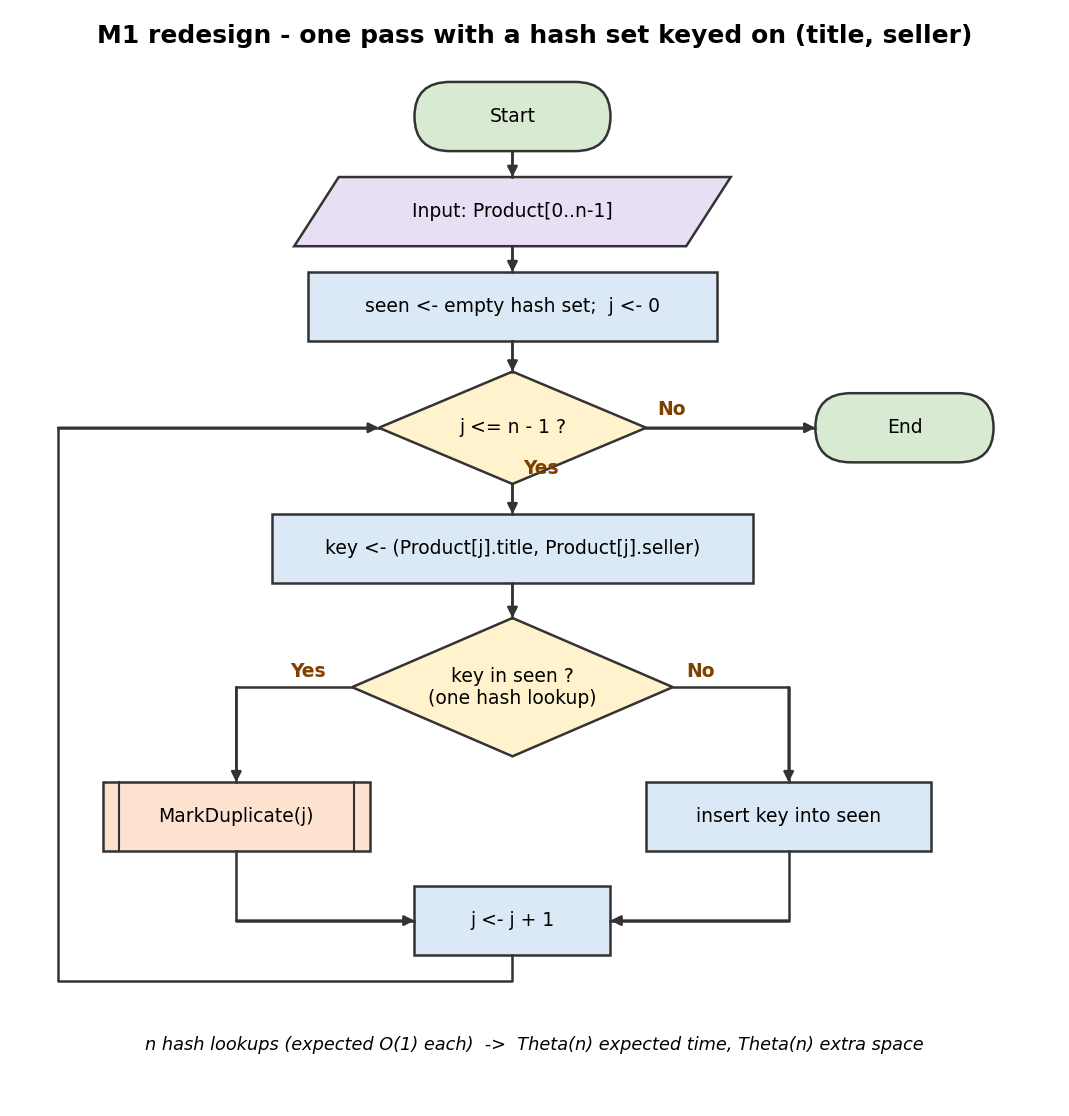 M1 redesign - one pass with a hash set keyed on (title, seller)
Start
Input: Product[0..n-1]
seen <- empty hash set;  j <- 0
j <= n - 1 ?
No
End
Yes
key <- (Product[j].title, Product[j].seller)
Yes
key in seen ?
(one hash lookup)
No
MarkDuplicate(j)
insert key into seen
j <- j + 1
n hash lookups (expected O(1) each)  ->  Theta(n) expected time, Theta(n) extra space